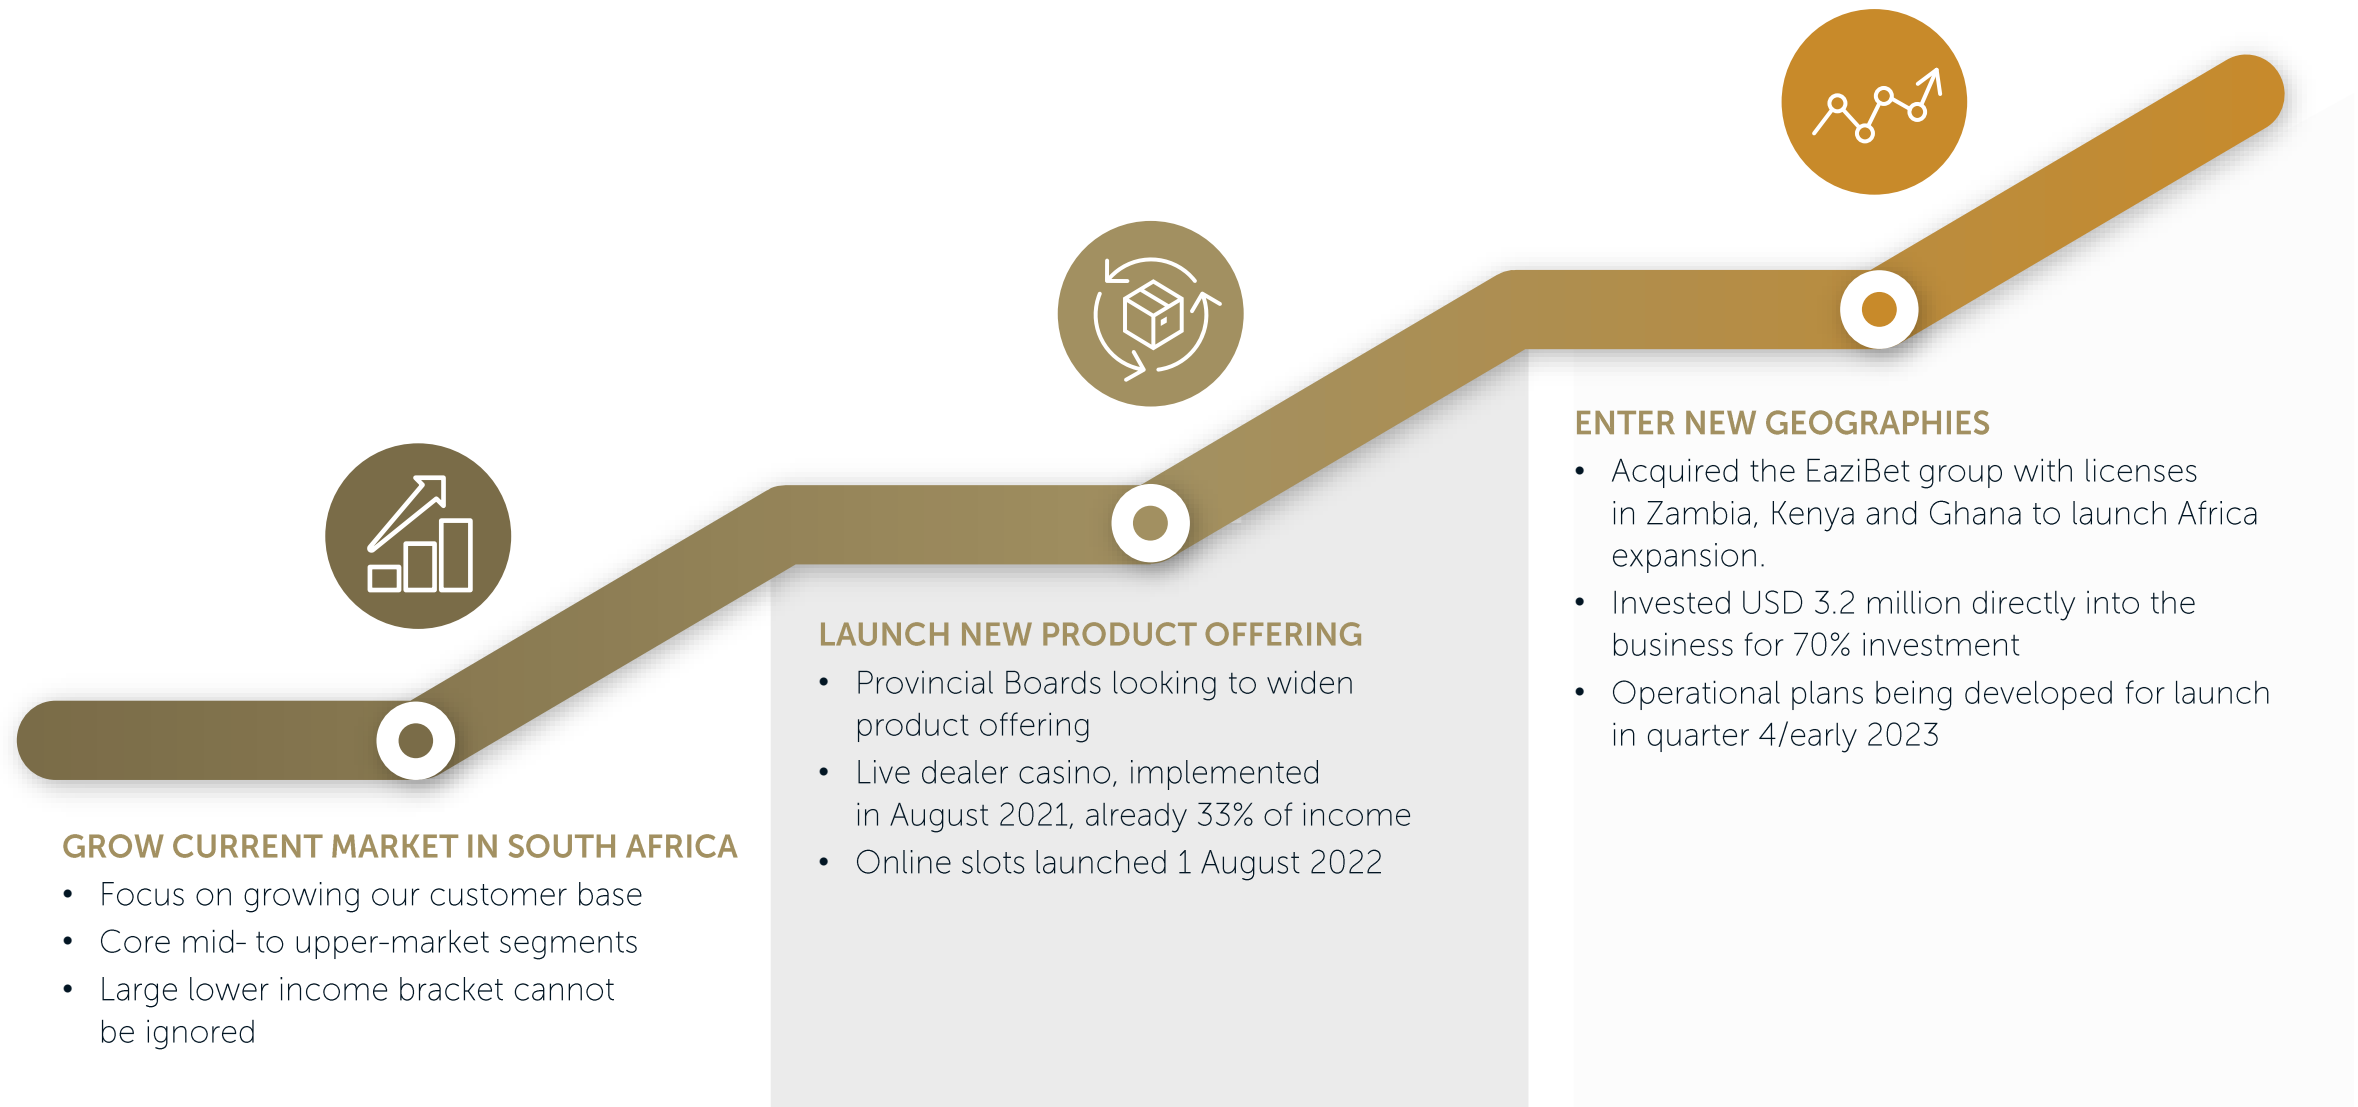 GROW CURRENT MARKET IN SOUTH AFRICA
• Focus on growing our customer base
• Core mid- to upper-market segments
• Large lower income bracket cannot
be ignored
LAUNCH NEW PRODUCT OFFERING
• Provincial Boards looking to widen
product offering
• Live dealer casino, implemented
in August 2021, already 33% of income
• Online slots launched 1 August 2022
ENTER NEW GEOGRAPHIES
• Acquired the EaziBet group with licenses
in Zambia, Kenya and Ghana to launch Africa
expansion.
• Invested USD 3.2 million directly into the
business for 70% investment
• Operational plans being developed for launch
in quarter 4/early 2023